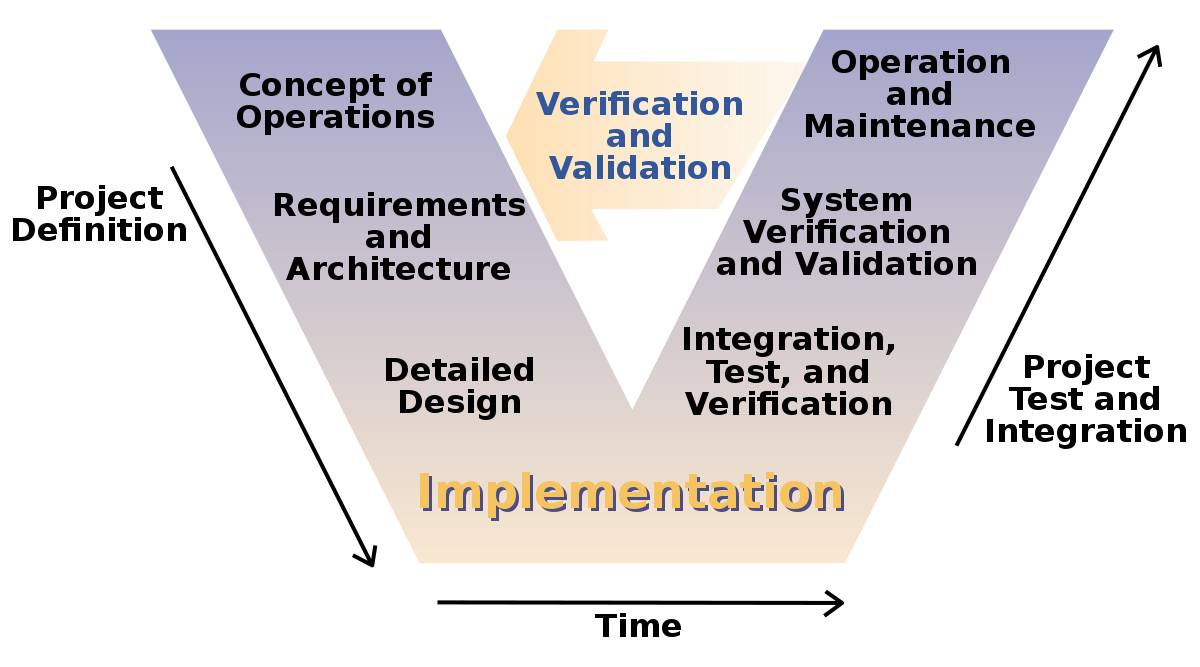 Concept of
Operations
Verification
and
Validation
Operation
and
Maintenance
Project
Definition
Requirements
and
Architecture
System
Verification
and Validation
Detailed
Design
Integration,
Test, and
Verification
Project
Test and
Integration
Implementation
Time